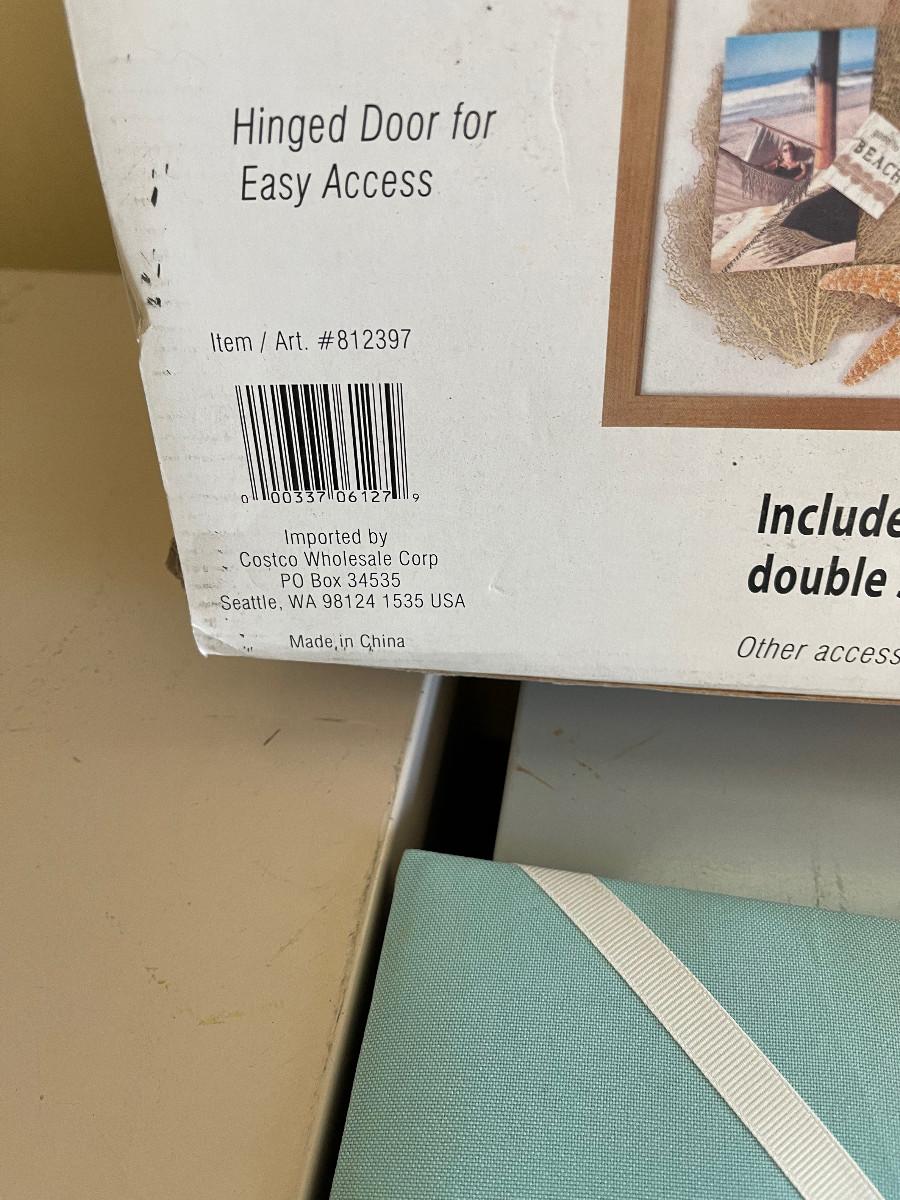 Hinged Door for
Easy Access
BEACH
Item / Art. #812397
0 00337 06127 9
Imported by
Costco Wholesale Corp
PO Box 34535
Seattle, WA 98124 1535 USA
Made in China
Include
double
Other access